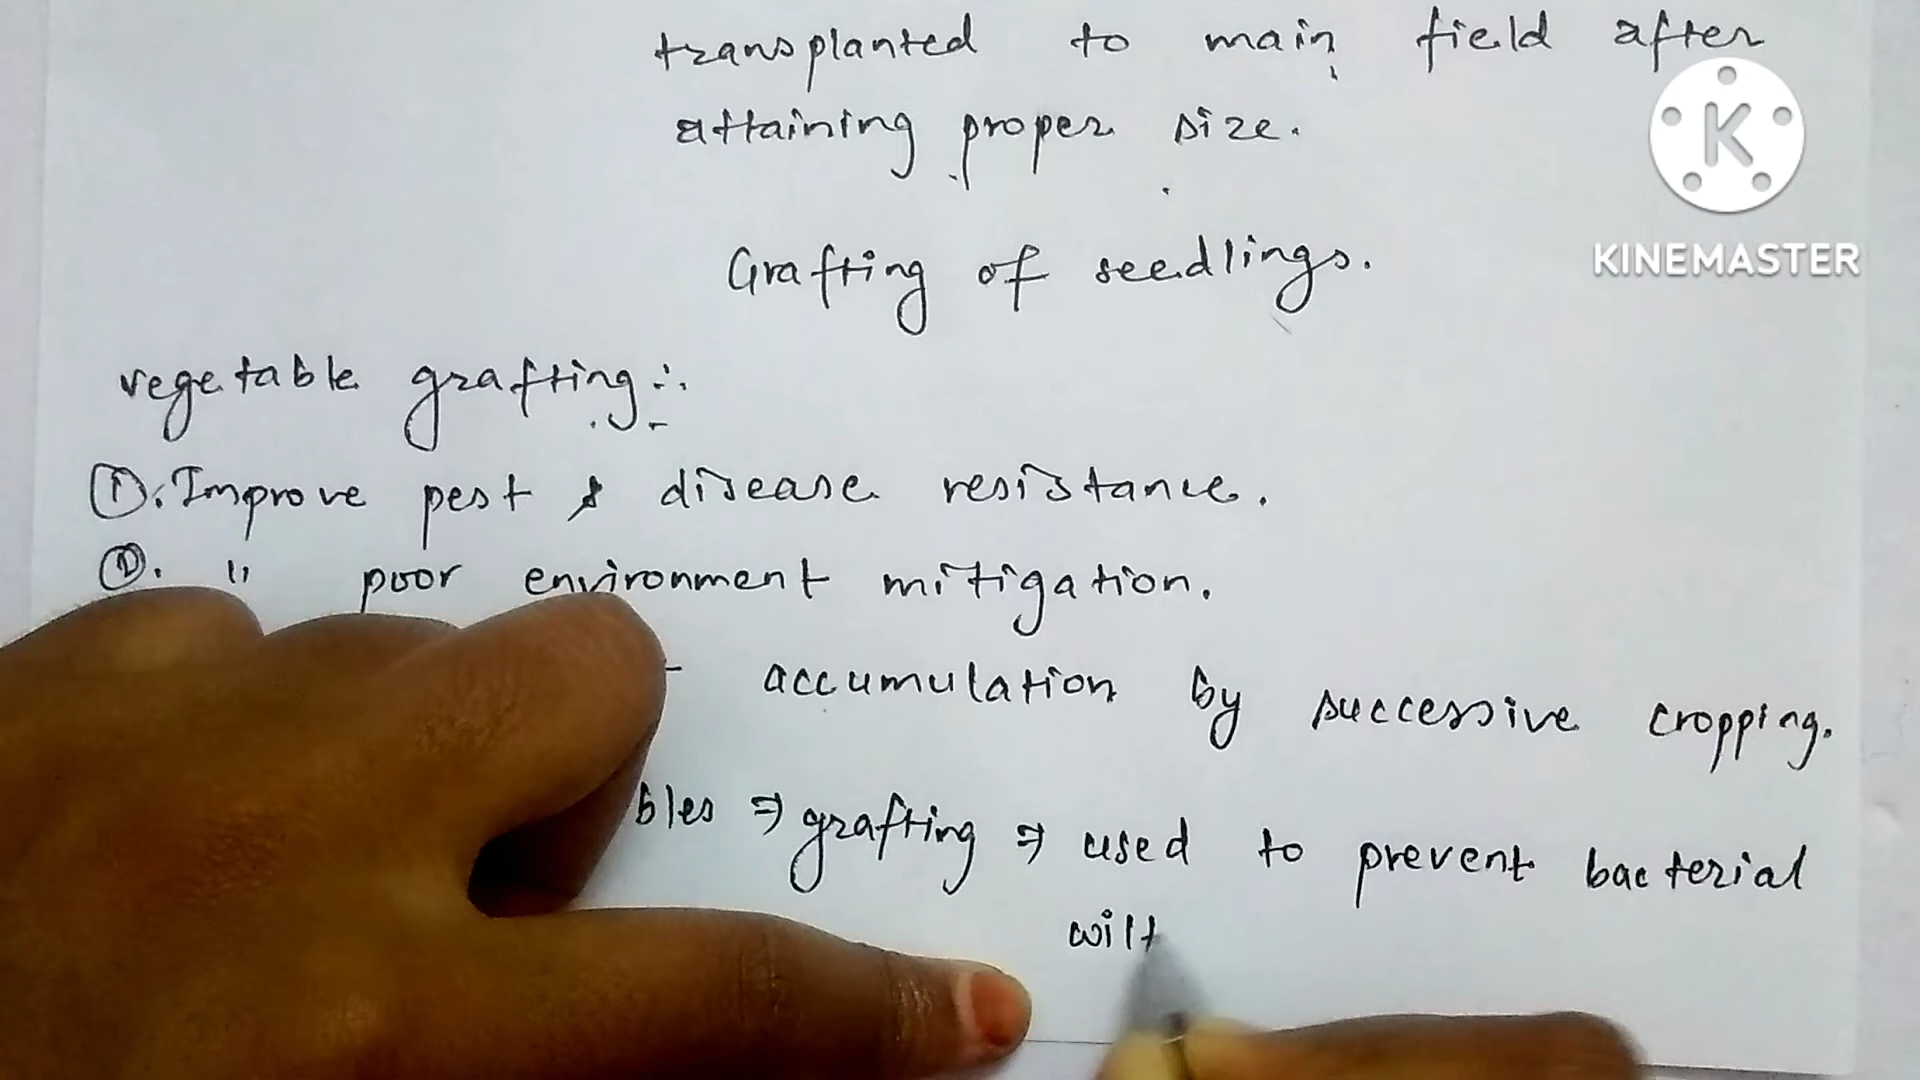 transplanted to main field after
attaining proper size.
KINEMASTER
Grafting of seedlings.
vegetable grafting :-
①. Improve pest & disease resistance.
②. " poor environment mitigation.
accumulation by successive cropping.
bles ⇒ grafting ⇒ used to prevent bacterial
wilt